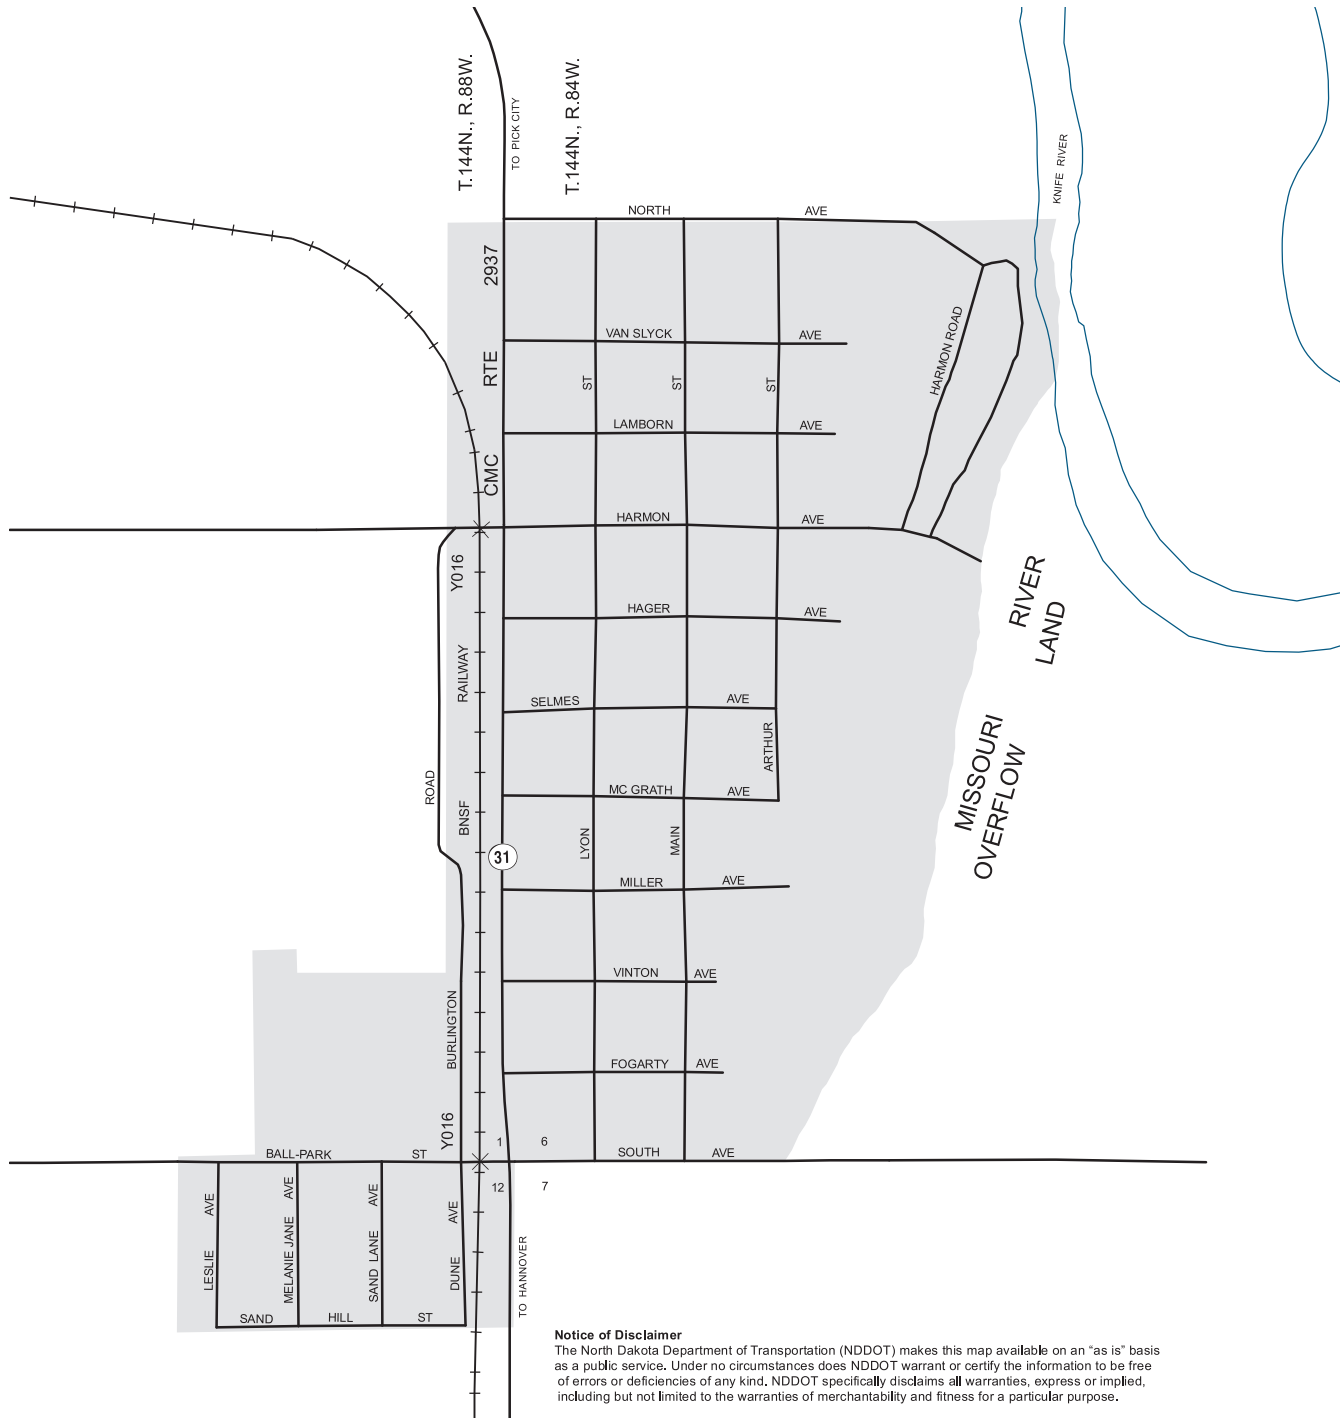 T.144N., R.88W.
TO PICK CITY
T.144N., R.84W.
KNIFE RIVER
NORTH AVE
2937
VAN SLYCK AVE
RTE
ST
ST
ST
HARMON ROAD
LAMBORN AVE
CMC
HARMON AVE
Y016
RIVER
LAND
HAGER AVE
RAILWAY
SELMES AVE
ARTHUR
MISSOURI
OVERFLOW
ROAD
MC GRATH AVE
BNSF
31
LYON
MAIN
MILLER AVE
VINTON AVE
BURLINGTON
FOGARTY AVE
Y016
1 6
BALL-PARK ST
SOUTH AVE
12 7
LESLIE AVE
MELANIE JANE AVE
SAND LANE AVE
DUNE AVE
TO HANNOVER
SAND HILL ST
Notice of Disclaimer
The North Dakota Department of Transportation (NDDOT) makes this map available on an "as is" basis
as a public service. Under no circumstances does NDDOT warrant or certify the information to be free
of errors or deficiencies of any kind. NDDOT specifically disclaims all warranties, express or implied,
including but not limited to the warranties of merchantability and fitness for a particular purpose.